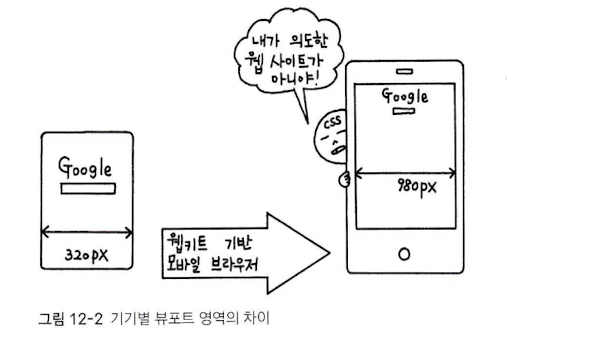 내가 의도한
웹 사이트가
아니야!
css
Google
980px
Google
320px
웹키트 기반
모바일 브라우저
그림 12-2 기기별 뷰포트 영역의 차이